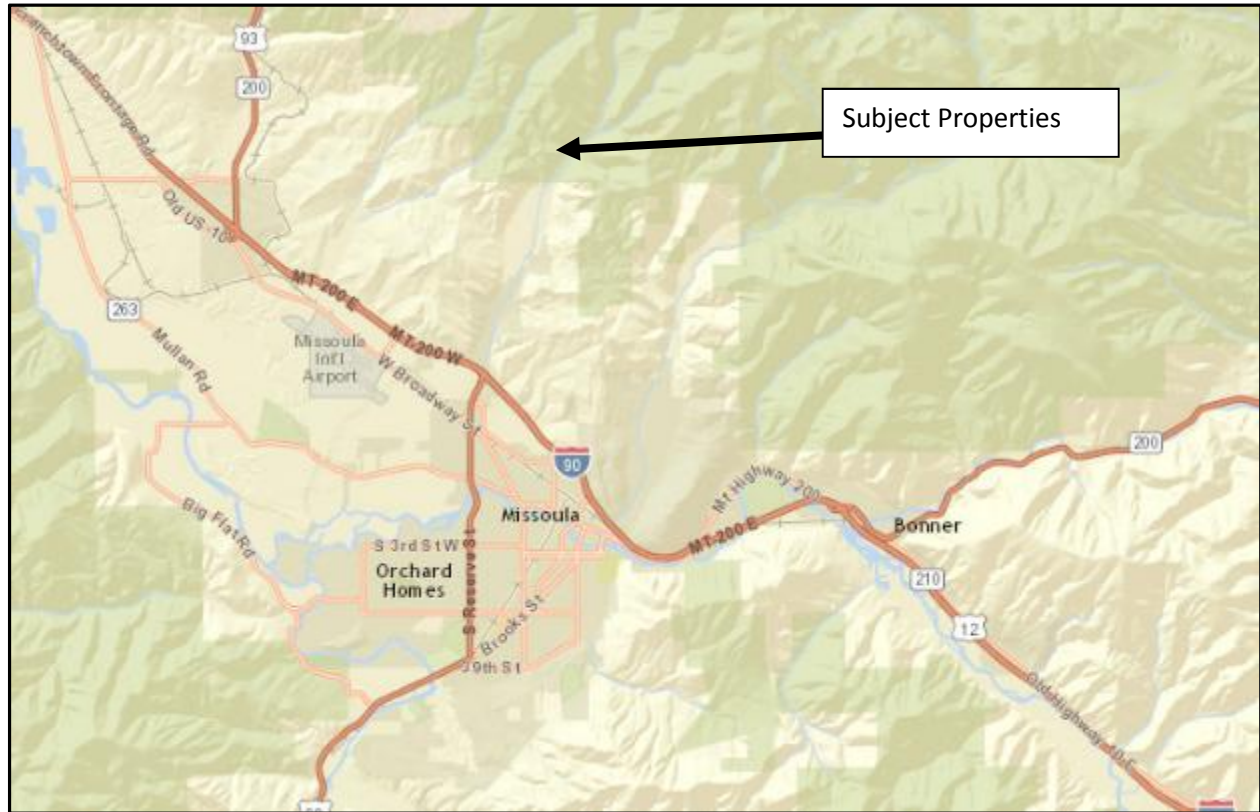 93
200
Frenchtown Frontage Rd
Subject Properties
Old US-10
MT 200 E
263
Mullan Rd
Missoula
Int'l
Airport
MT 200 W
W Broadway St
200
90
Mt Highway 200
Missoula
MT 200 E
Bonner
Big Flat Rd
S 3rd St W
Orchard
Homes
S Reserve St
Brooks St
210
12
39th St
Old Highway 10 E